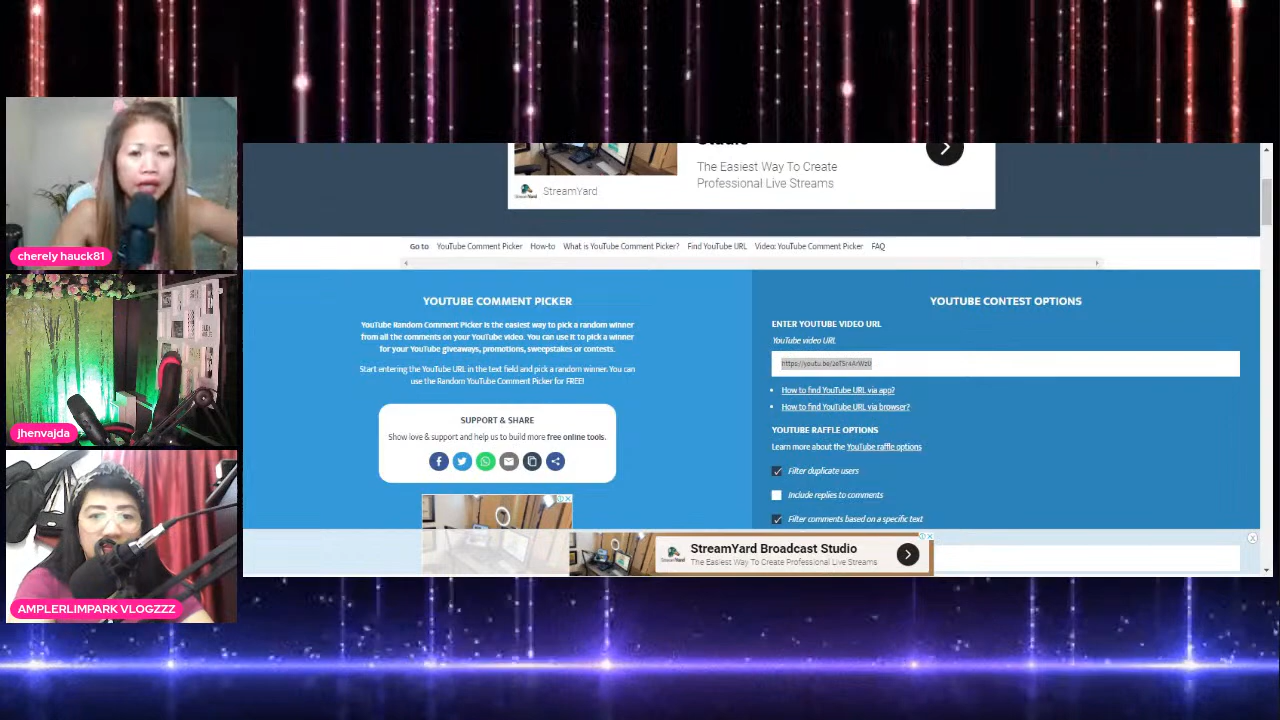 cherely hauck81
jhenvajda
AMPLERLIMPARK VLOGZZZ
The Easiest Way To Create
Professional Live Streams
StreamYard
Go to YouTube Comment Picker How-to What is YouTube Comment Picker? Find YouTube URL Video: YouTube Comment Picker FAQ
YOUTUBE COMMENT PICKER
YouTube Random Comment Picker is the easiest way to pick a random winner
from all the comments on your YouTube video. You can use it to pick a winner
for your YouTube giveaways, promotions, sweepstakes or contests.
Start entering the YouTube URL in the text field and pick a random winner. You can
use the Random YouTube Comment Picker for FREE!
SUPPORT & SHARE
Show love & support and help us to build more free online tools.
YOUTUBE CONTEST OPTIONS
ENTER YOUTUBE VIDEO URL
YouTube video URL
How to find YouTube URL via app?
How to find YouTube URL via browser?
YOUTUBE RAFFLE OPTIONS
Learn more about the YouTube raffle options
Filter duplicate users
Include replies to comments
Filter comments based on a specific text
StreamYard Broadcast Studio
The Easiest Way To Create Professional Live Streams